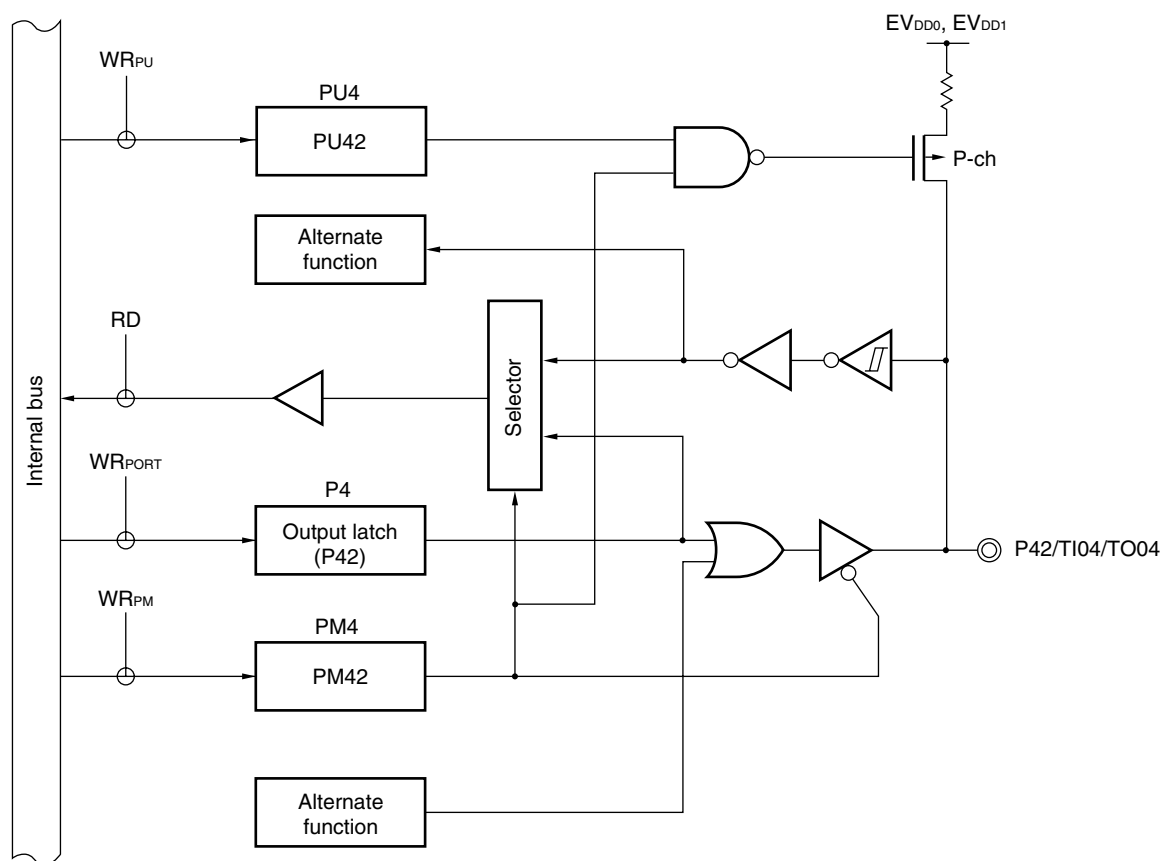 EVDD0, EVDD1
WRPU
PU4
PU42
P-ch
Alternate
function
RD
Selector
Internal bus
WRPORT
P4
Output latch
(P42)
P42/TI04/TO04
WRPM
PM4
PM42
Alternate
function